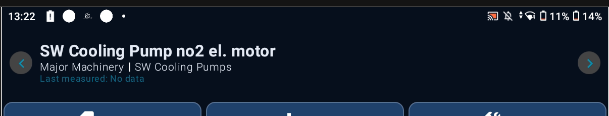 13:22 11% 14%
SW Cooling Pump no2 el. motor
Major Machinery | SW Cooling Pumps
Last measured: No data